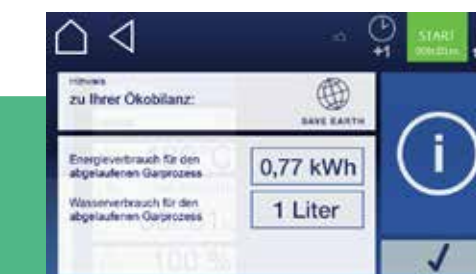 +1
START
Hinweis
zu Ihrer Ökobilanz:
SAVE EARTH
Energieverbrauch für den
abgelaufenen Garprozess
0,77 kWh
Wasserverbrauch für den
abgelaufenen Garprozess
1 Liter
100 %